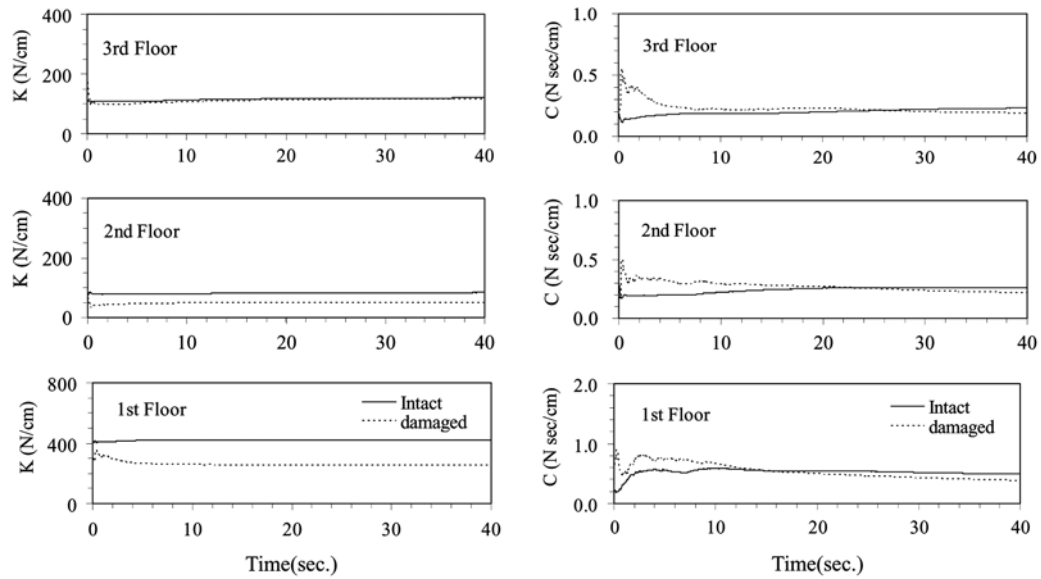 400
200
0
K (N/cm)
3rd Floor
0 10 20 30 40
1.0
0.5
0.0
C (N sec/cm)
3rd Floor
0 10 20 30 40
400
200
0
K (N/cm)
2nd Floor
0 10 20 30 40
1.0
0.5
0.0
C (N sec/cm)
2nd Floor
0 10 20 30 40
800
400
0
K (N/cm)
1st Floor
Intact
damaged
0 10 20 30 40
Time(sec.)
2.0
1.0
0.0
C (N sec/cm)
1st Floor
Intact
damaged
0 10 20 30 40
Time(sec.)